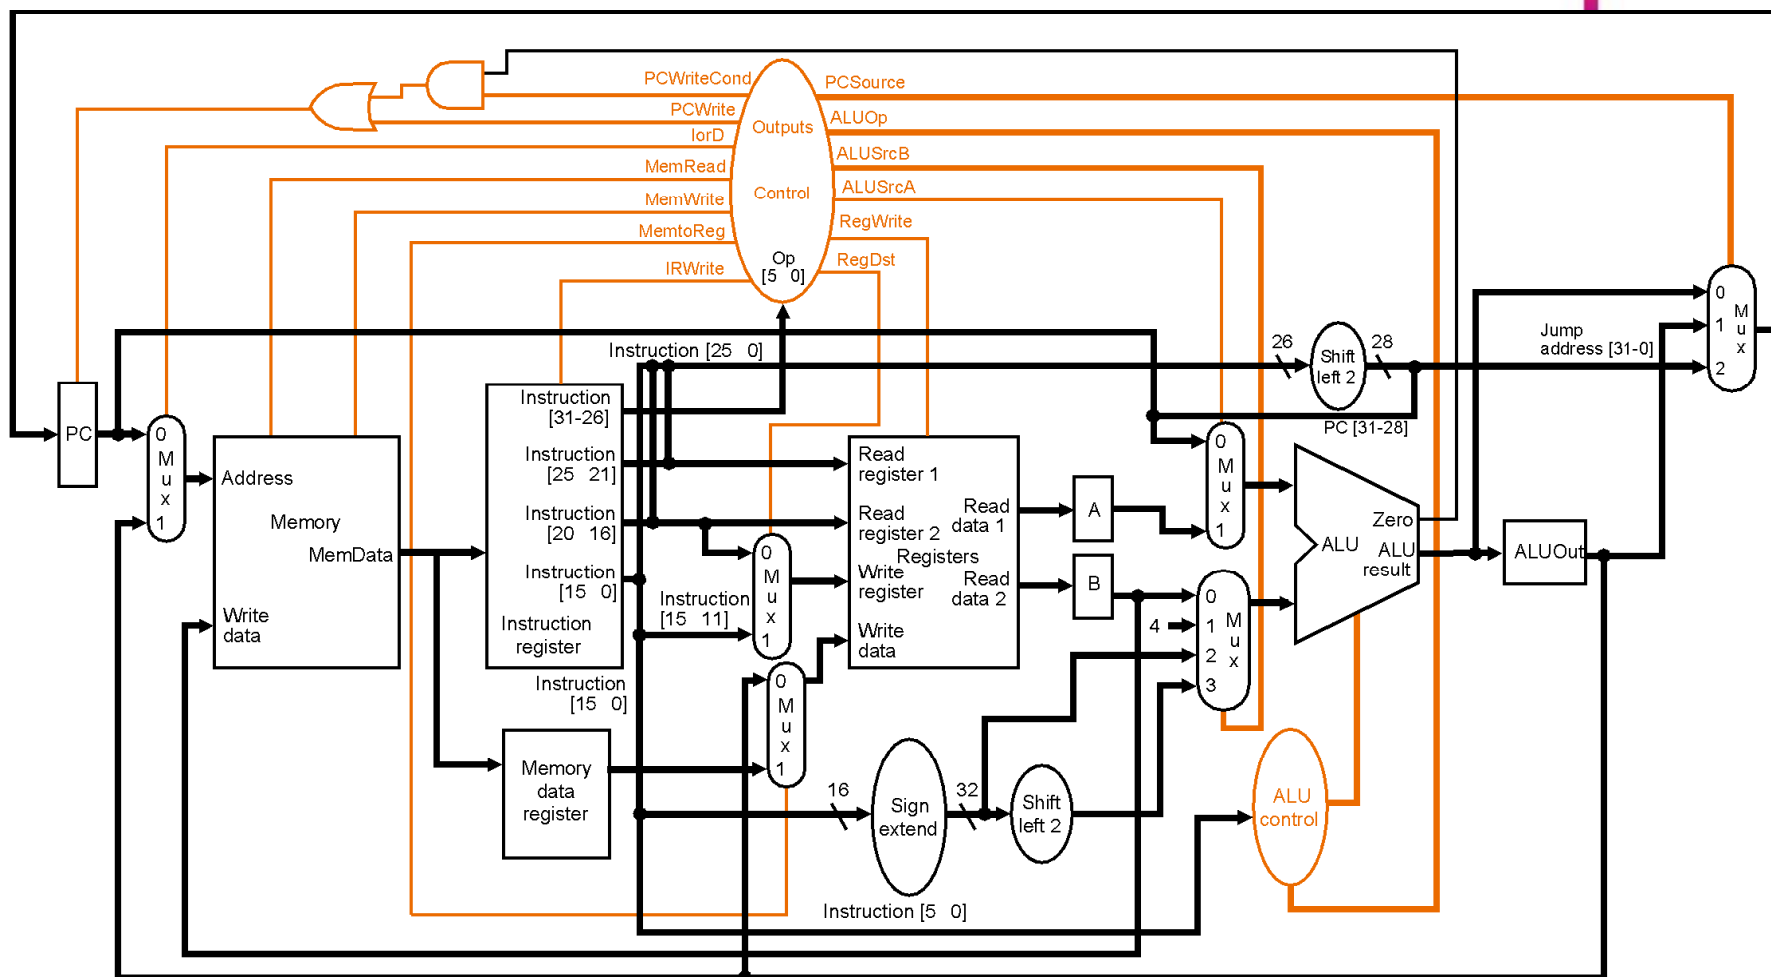 PCWriteCond
PCSource
PCWrite
ALUOp
IorD
Outputs
ALUSrcB
MemRead
ALUSrcA
MemWrite
Control
RegWrite
MemtoReg
RegDst
IRWrite
Op
[5 0]
0
1
2
M
u
x
Jump
address [31-0]
26
Shift
left 2
28
Instruction [25 0]
PC [31-28]
PC
0
M
u
x
1
Address
Memory
MemData
Write
data
Instruction
[31-26]
Instruction
[25 21]
Instruction
[20 16]
Instruction
[15 0]
Instruction
register
Instruction
[15 11]
0
M
u
x
1
Read
register 1
Read
register 2
Registers
Write
register
Write
data
Read
data 1
Read
data 2
A
B
0
M
u
x
1
4
0
1
2
3
M
u
x
Zero
ALU
ALU
result
ALUOut
Instruction
[15 0]
0
M
u
x
1
Memory
data
register
16
Sign
extend
32
Shift
left 2
ALU
control
Instruction [5 0]